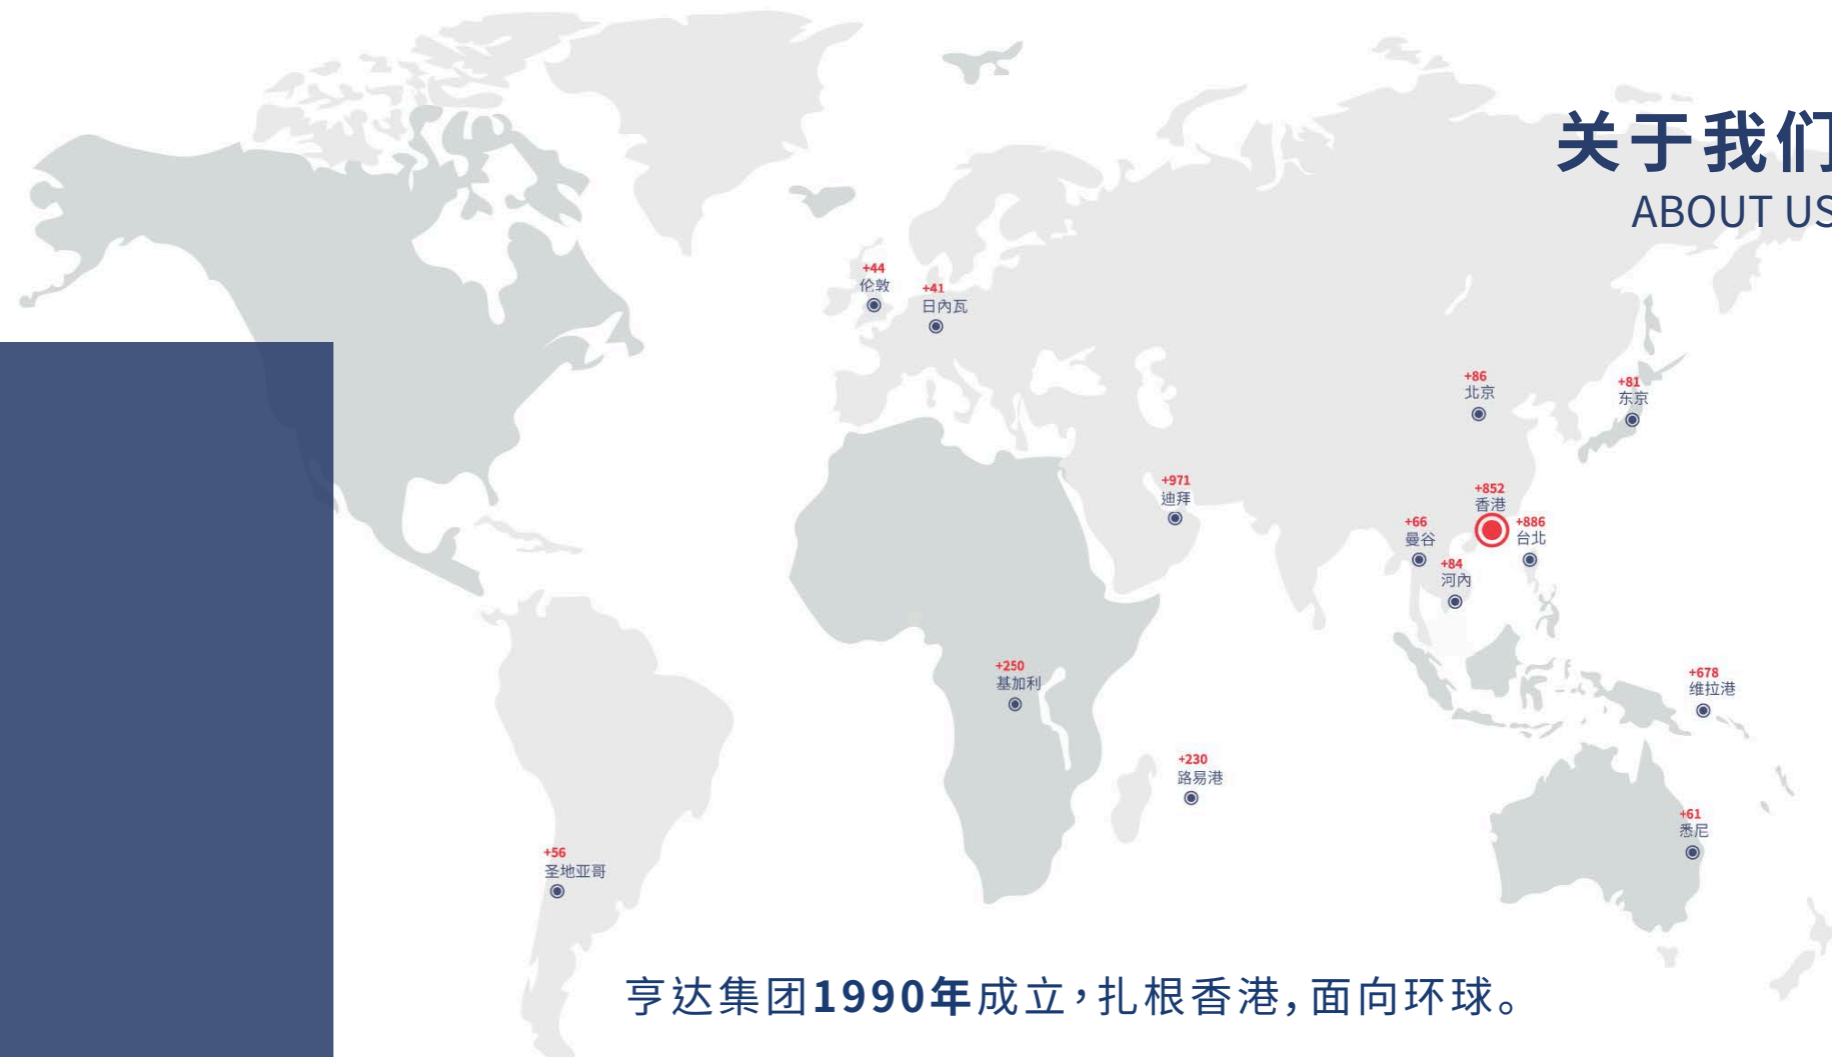 关于我们
ABOUT US
+44
伦敦
+41
日內瓦
+86
北京
+81
东京
+971
迪拜
+852
香港
+66
曼谷
+886
台北
+84
河內
+250
基加利
+678
维拉港
+230
路易港
+61
悉尼
+56
圣地亚哥
亨达集团1990年成立，扎根香港，面向环球。